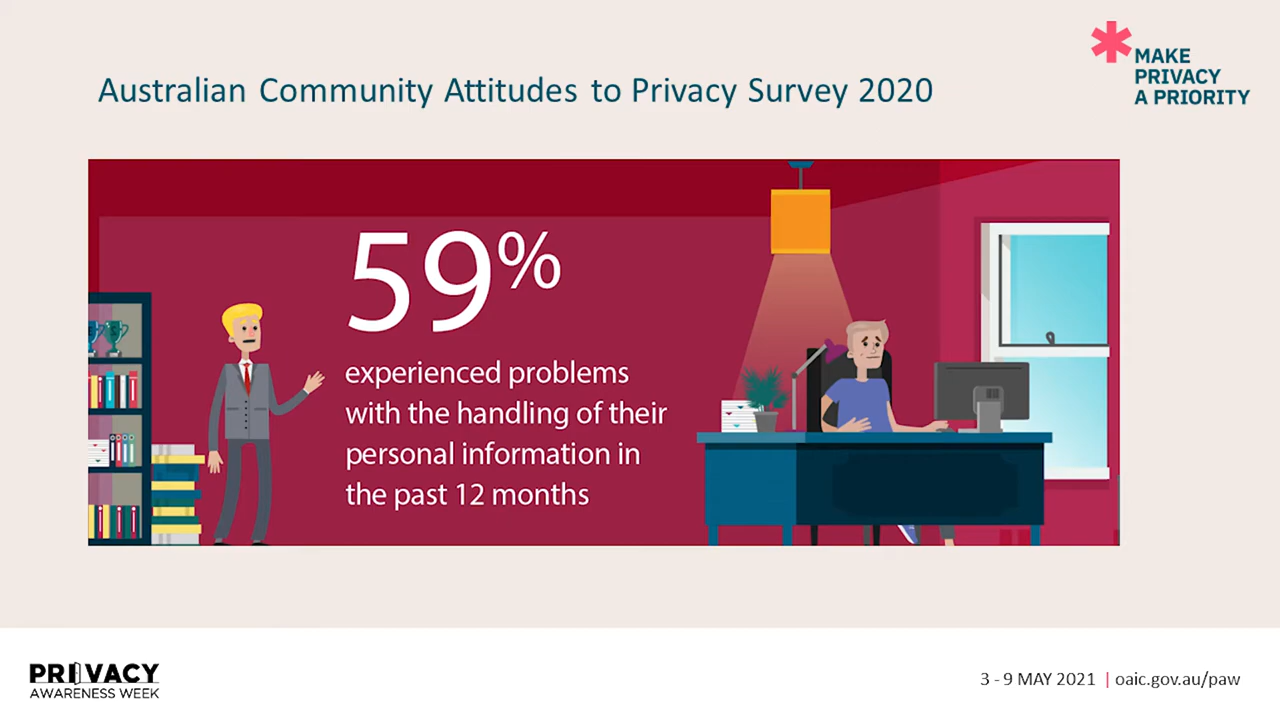 MAKE
PRIVACY
A PRIORITY
Australian Community Attitudes to Privacy Survey 2020
59%
experienced problems
with the handling of their
personal information in
the past 12 months
PRIVACY
AWARENESS WEEK
3 - 9 MAY 2021 | oaic.gov.au/paw